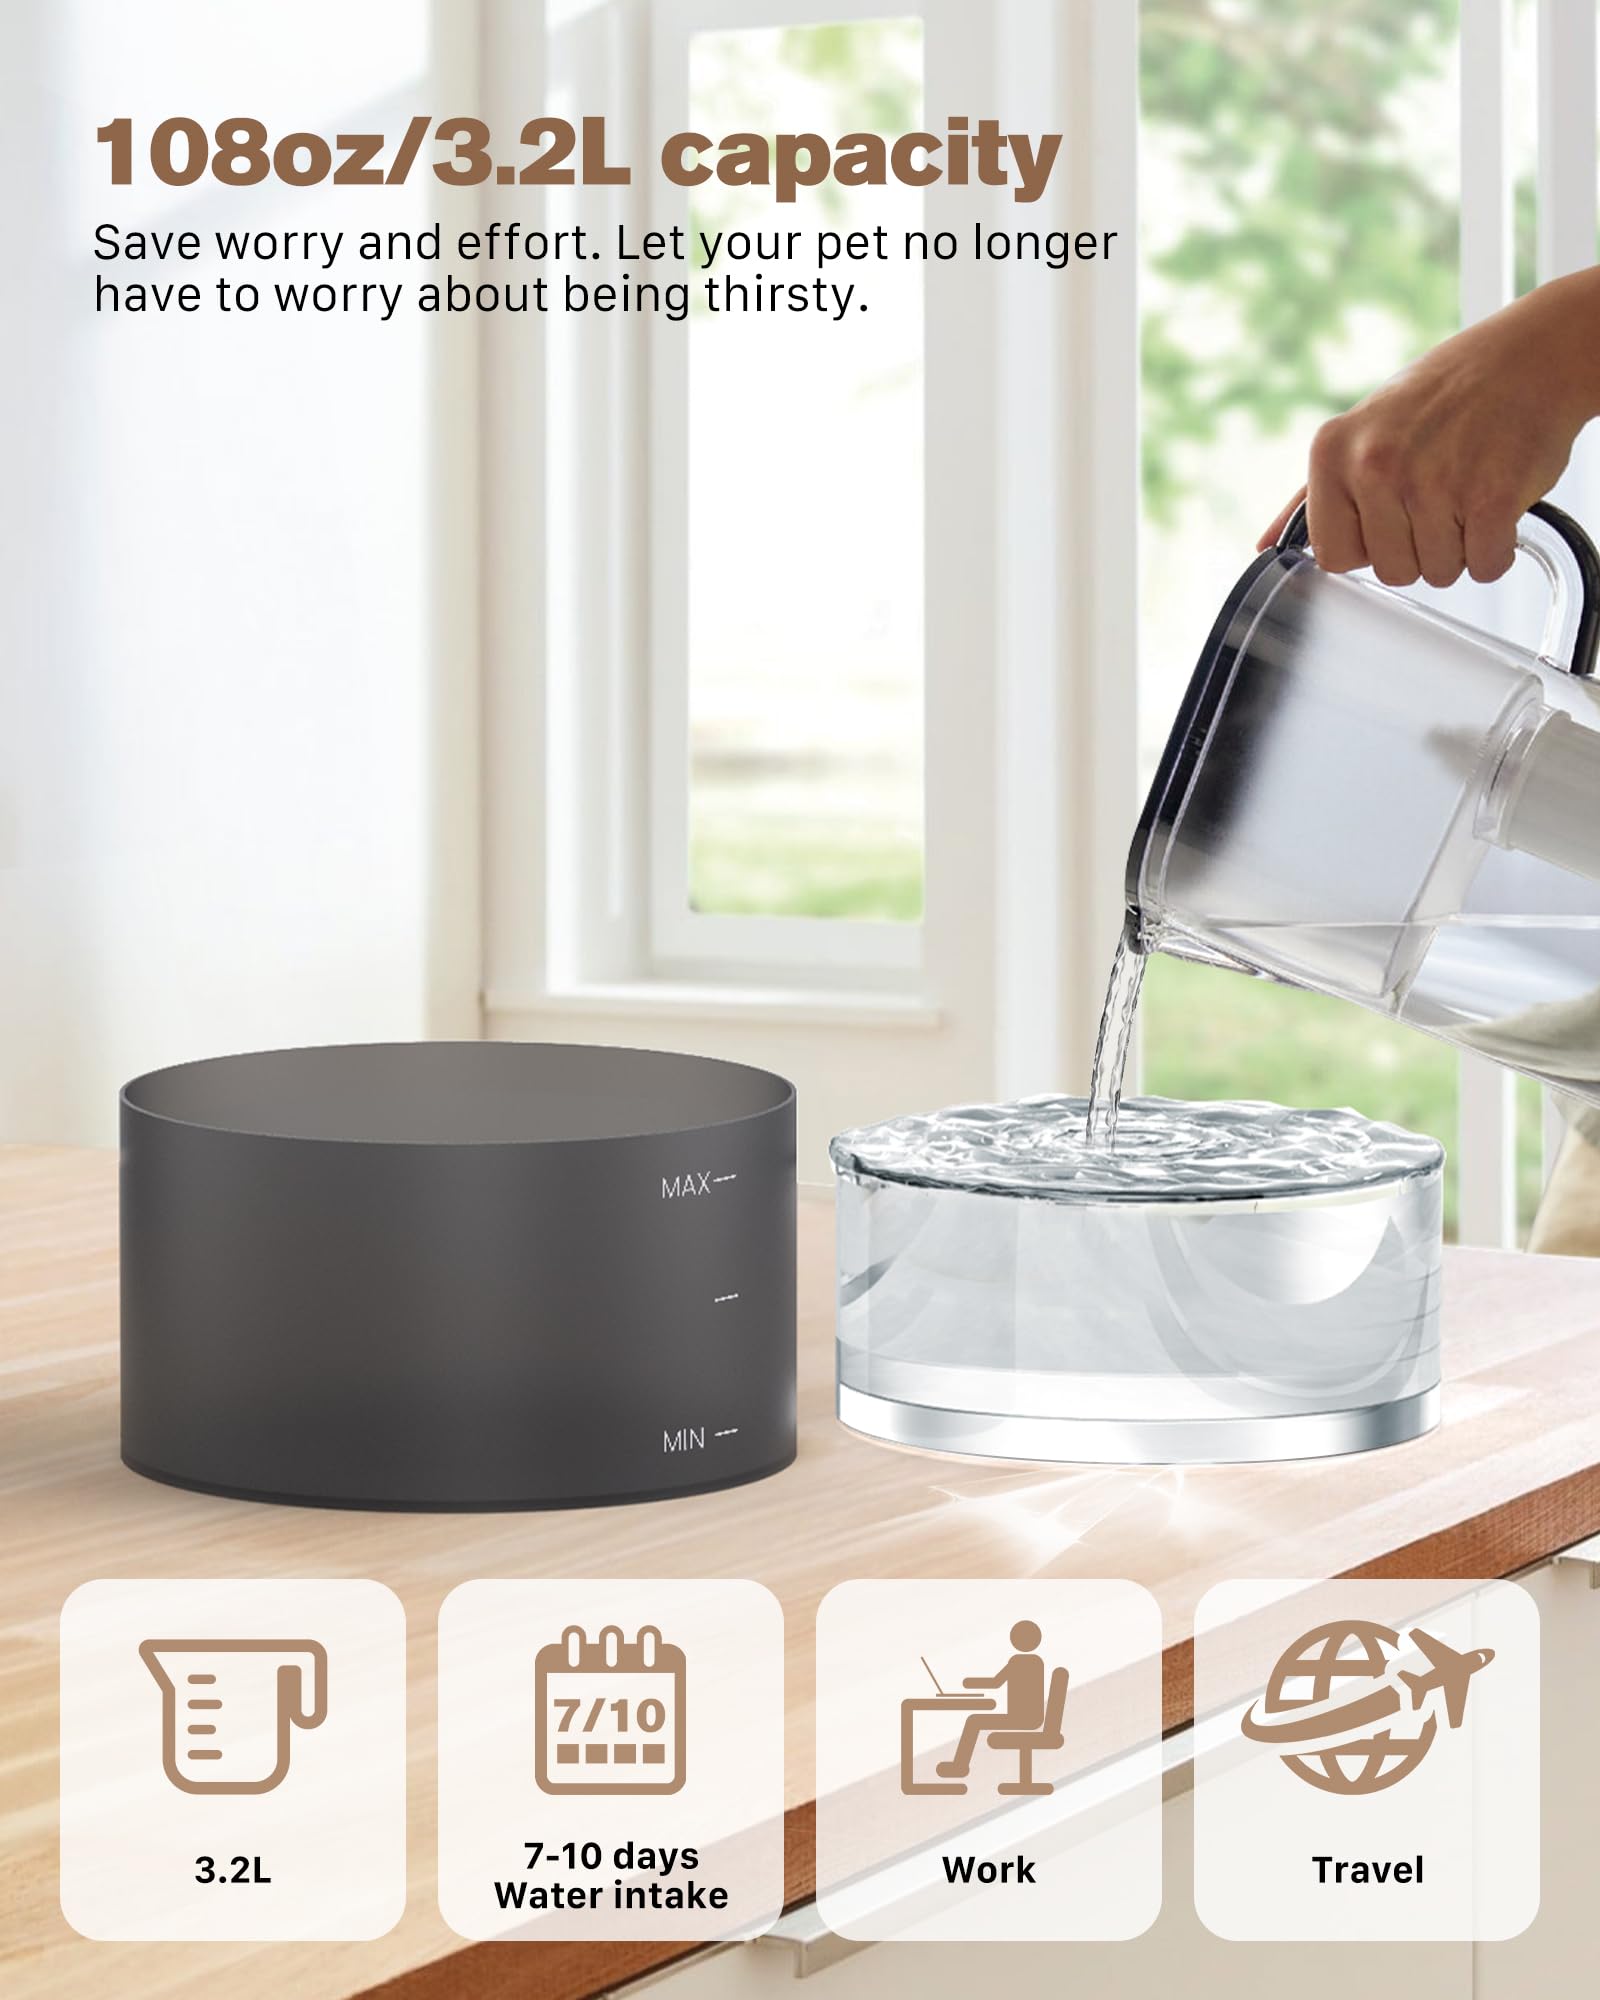 108oz/3.2L capacity
Save worry and effort. Let your pet no longer
have to worry about being thirsty.
MAX
MIN
7/10
3.2L
7-10 days
Water intake
Work
Travel